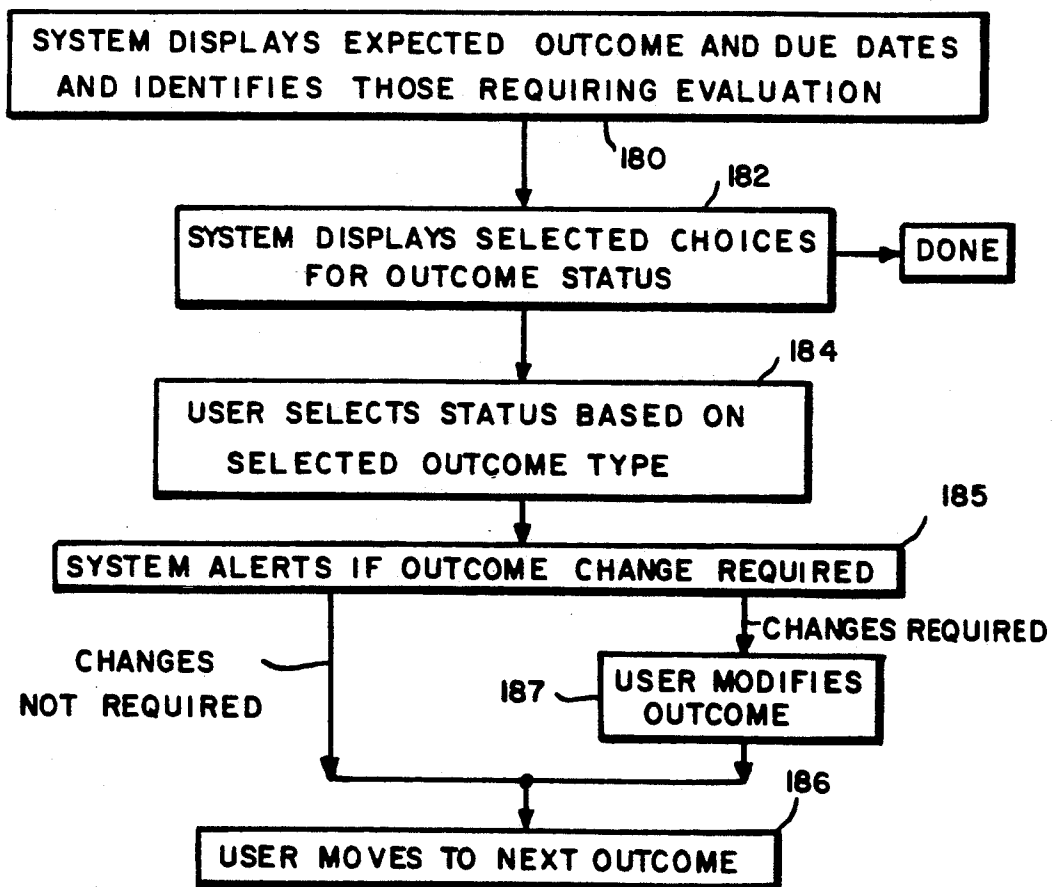 SYSTEM DISPLAYS EXPECTED OUTCOME AND DUE DATES
AND IDENTIFIES THOSE REQUIRING EVALUATION
180
182
SYSTEM DISPLAYS SELECTED CHOICES
FOR OUTCOME STATUS
DONE
184
USER SELECTS STATUS BASED ON
SELECTED OUTCOME TYPE
185
SYSTEM ALERTS IF OUTCOME CHANGE REQUIRED
CHANGES REQUIRED
CHANGES
NOT REQUIRED
187
USER MODIFIES
OUTCOME
186
USER MOVES TO NEXT OUTCOME